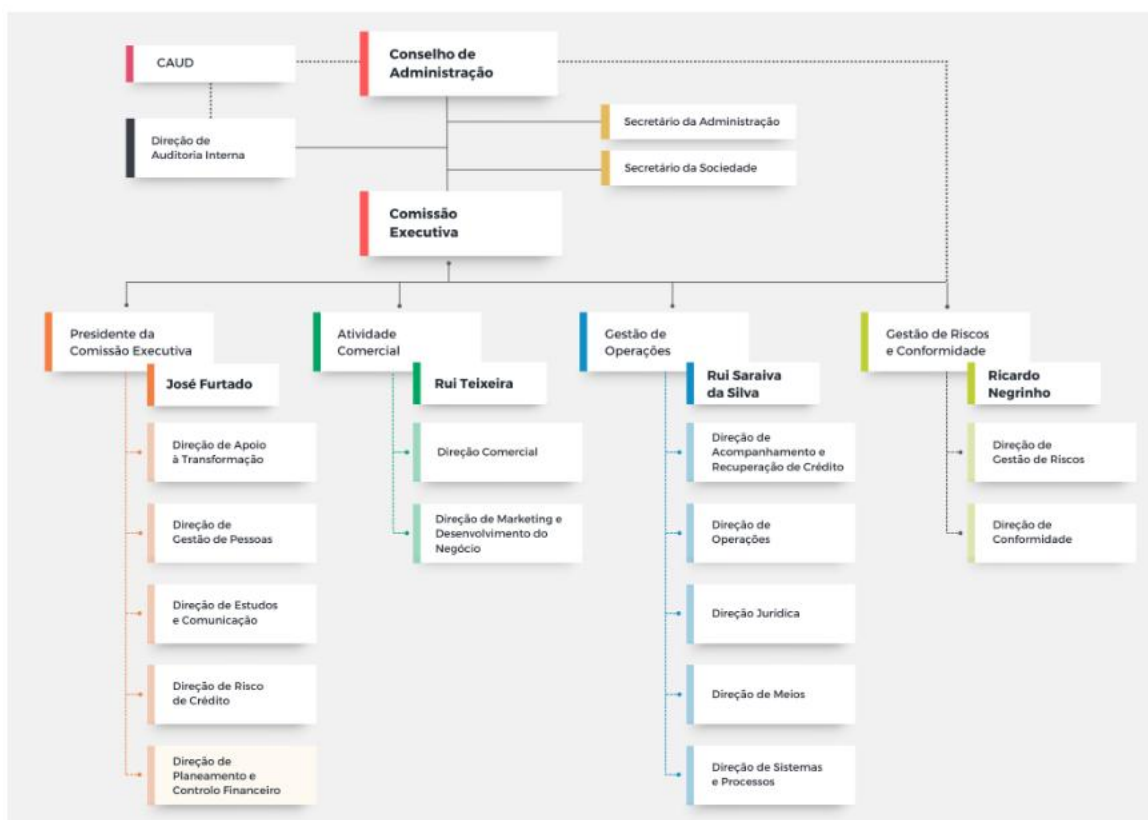 CAUD
Conselho de
Administração
Secretário da Administração
Direção de
Auditoria Interna
Secretário da Sociedade
Comissão
Executiva
Presidente da
Comissão Executiva
José Furtado
Direção de Apoio
à Transformação
Direção de
Gestão de Pessoas
Direção de Estudos
e Comunicação
Direção de Risco
de Crédito
Direção de
Planeamento e
Controlo Financeiro
Atividade
Comercial
Rui Teixeira
Direção Comercial
Direção de Marketing e
Desenvolvimento do
Negócio
Gestão de
Operações
Rui Saraiva
da Silva
Direção de
Acompanhamento e
Recuperação de Crédito
Direção de
Operações
Direção Jurídica
Direção de Meios
Direção de Sistemas
e Processos
Gestão de Riscos
e Conformidade
Ricardo
Negrinho
Direção de
Gestão de Riscos
Direção de
Conformidade